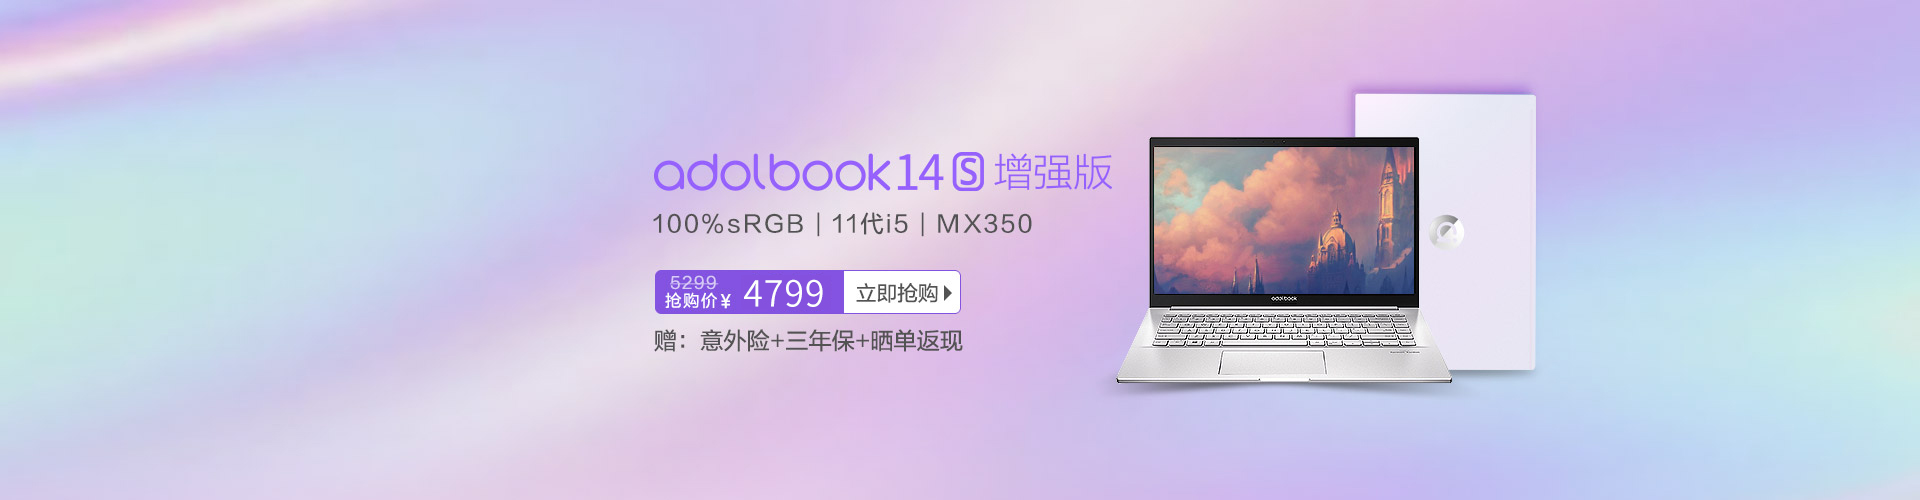 adolbook14 S 增强版
100%sRGB | 11代i5 | MX350
5299
抢购价¥ 4799 立即抢购
赠：意外险+三年保+晒单返现
adolbook